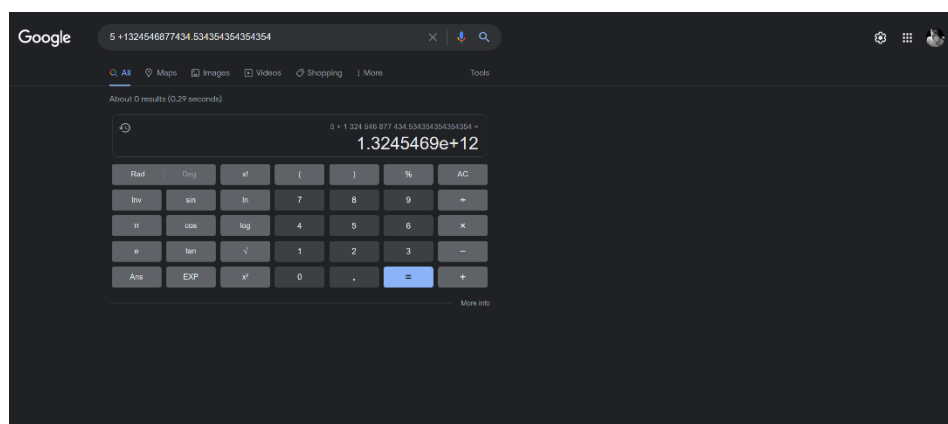 Google
5 +1324546877434.534354354354354
All Maps Images Videos Shopping More Tools
About 0 results (0.29 seconds)
5 + 1 324 546 877 434.534354354354354 =
1.3245469e+12
Rad | Deg x! ( ) % AC
Inv sin ln 7 8 9 ÷
π cos log 4 5 6 ×
e tan √ 1 2 3 −
Ans EXP xʸ 0 . = +
More info